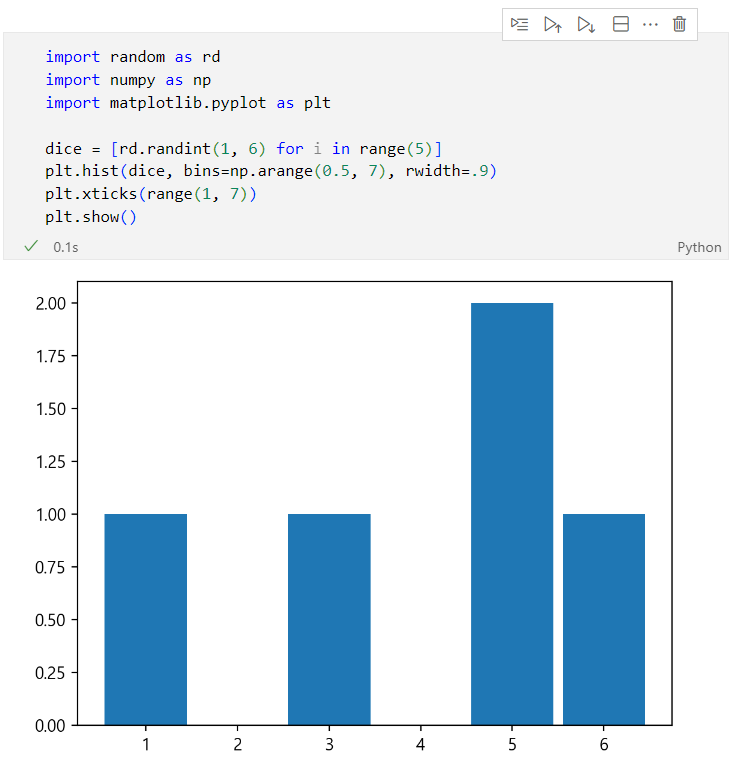 import random as rd
import numpy as np
import matplotlib.pyplot as plt
dice = [rd.randint(1, 6) for i in range(5)]
plt.hist(dice, bins=np.arange(0.5, 7), rwidth=.9)
plt.xticks(range(1, 7))
plt.show()
0.1s
Python
2.00
1.75
1.50
1.25
1.00
0.75
0.50
0.25
0.00
1 2 3 4 5 6